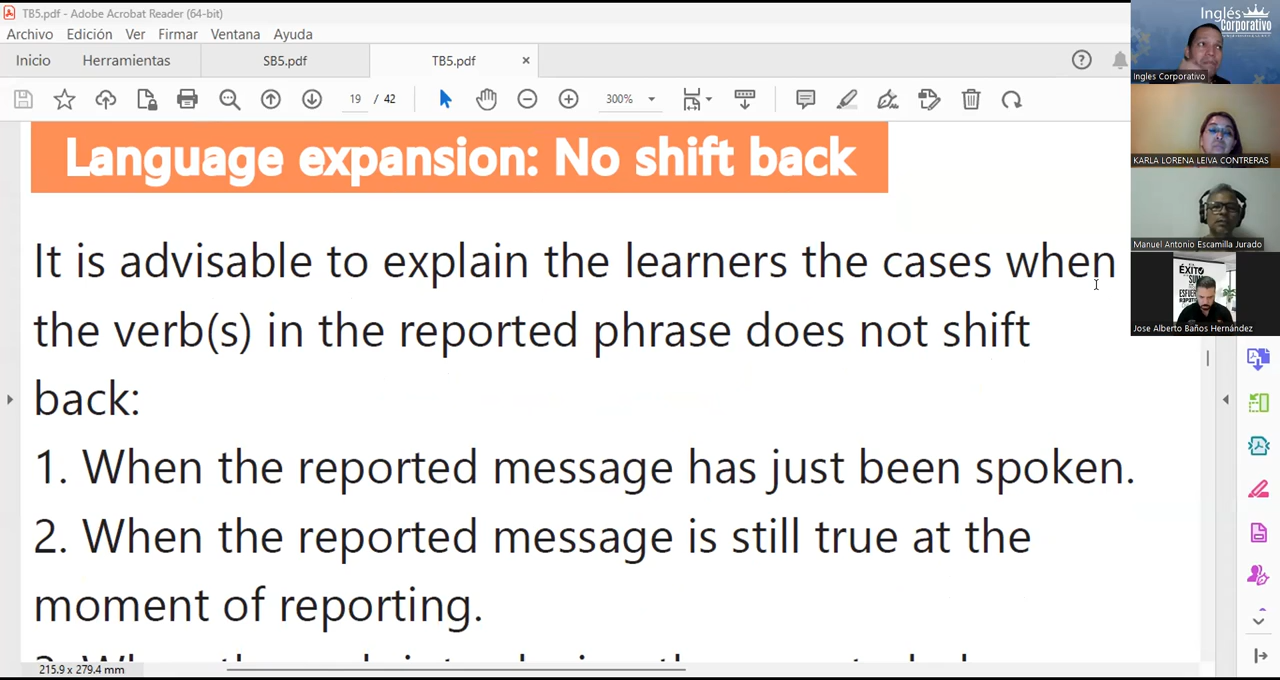 TB5.pdf - Adobe Acrobat Reader (64-bit)
Archivo Edición Ver Firmar Ventana Ayuda
Inicio Herramientas SB5.pdf TB5.pdf
19 / 42 300%
Language expansion: No shift back
It is advisable to explain the learners the cases when
the verb(s) in the reported phrase does not shift
back:
1. When the reported message has just been spoken.
2. When the reported message is still true at the
moment of reporting.
215.9 x 279.4 mm
Inglés
Corporativo
Ingles Corporativo
KARLA LORENA LEIVA CONTRERAS
Manuel Antonio Escamilla Jurado
ÉXITO
Jose Alberto Baños Hernández